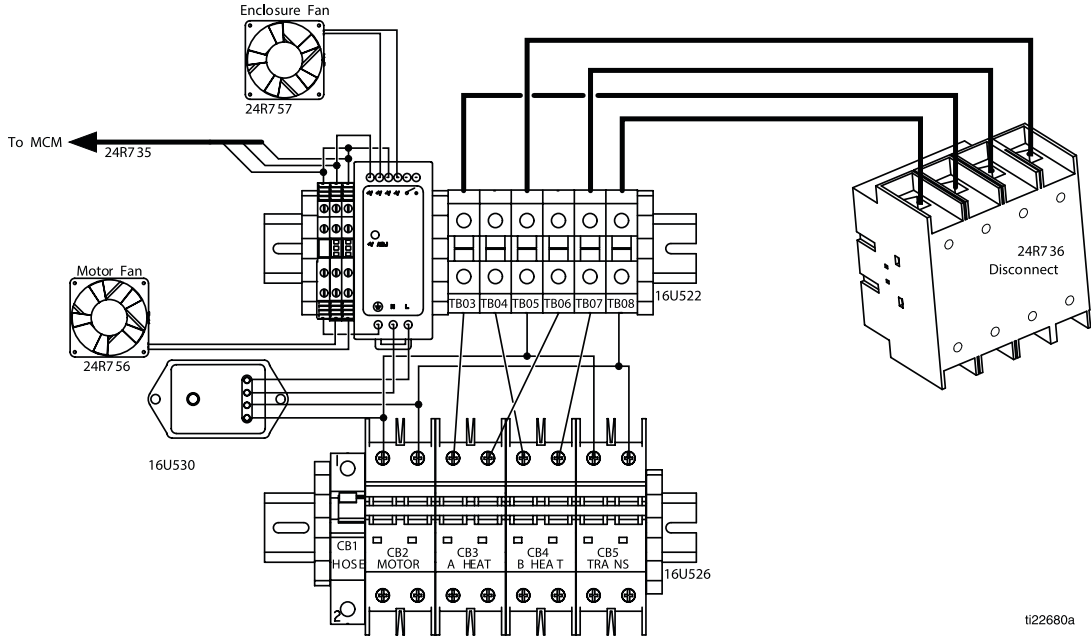 Enclosure Fan
24R757
To MCM
24R735
TB03 TB04 TB05 TB06 TB07 TB08
16U522
24R736
Disconnect
Motor Fan
24R756
N L
16U530
1
CB1
HOSE
2
CB2
MOTOR
CB3
A HEAT
CB4
B HEAT
CB5
TRANS
16U526
ti22680a